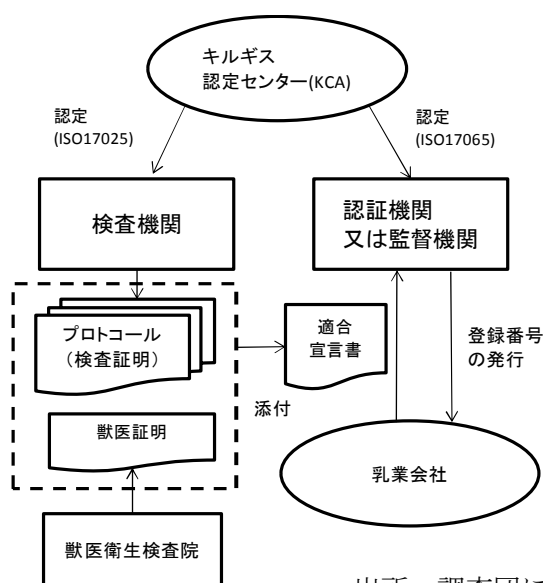 キルギス
認定センター(KCA)
認定
(ISO17025)
認定
(ISO17065)
検査機関
認証機関
又は監督機関
プロトコール
（検査証明）
適合
宣言書
登録番号
の発行
添付
獣医証明
乳業会社
獣医衛生検査院